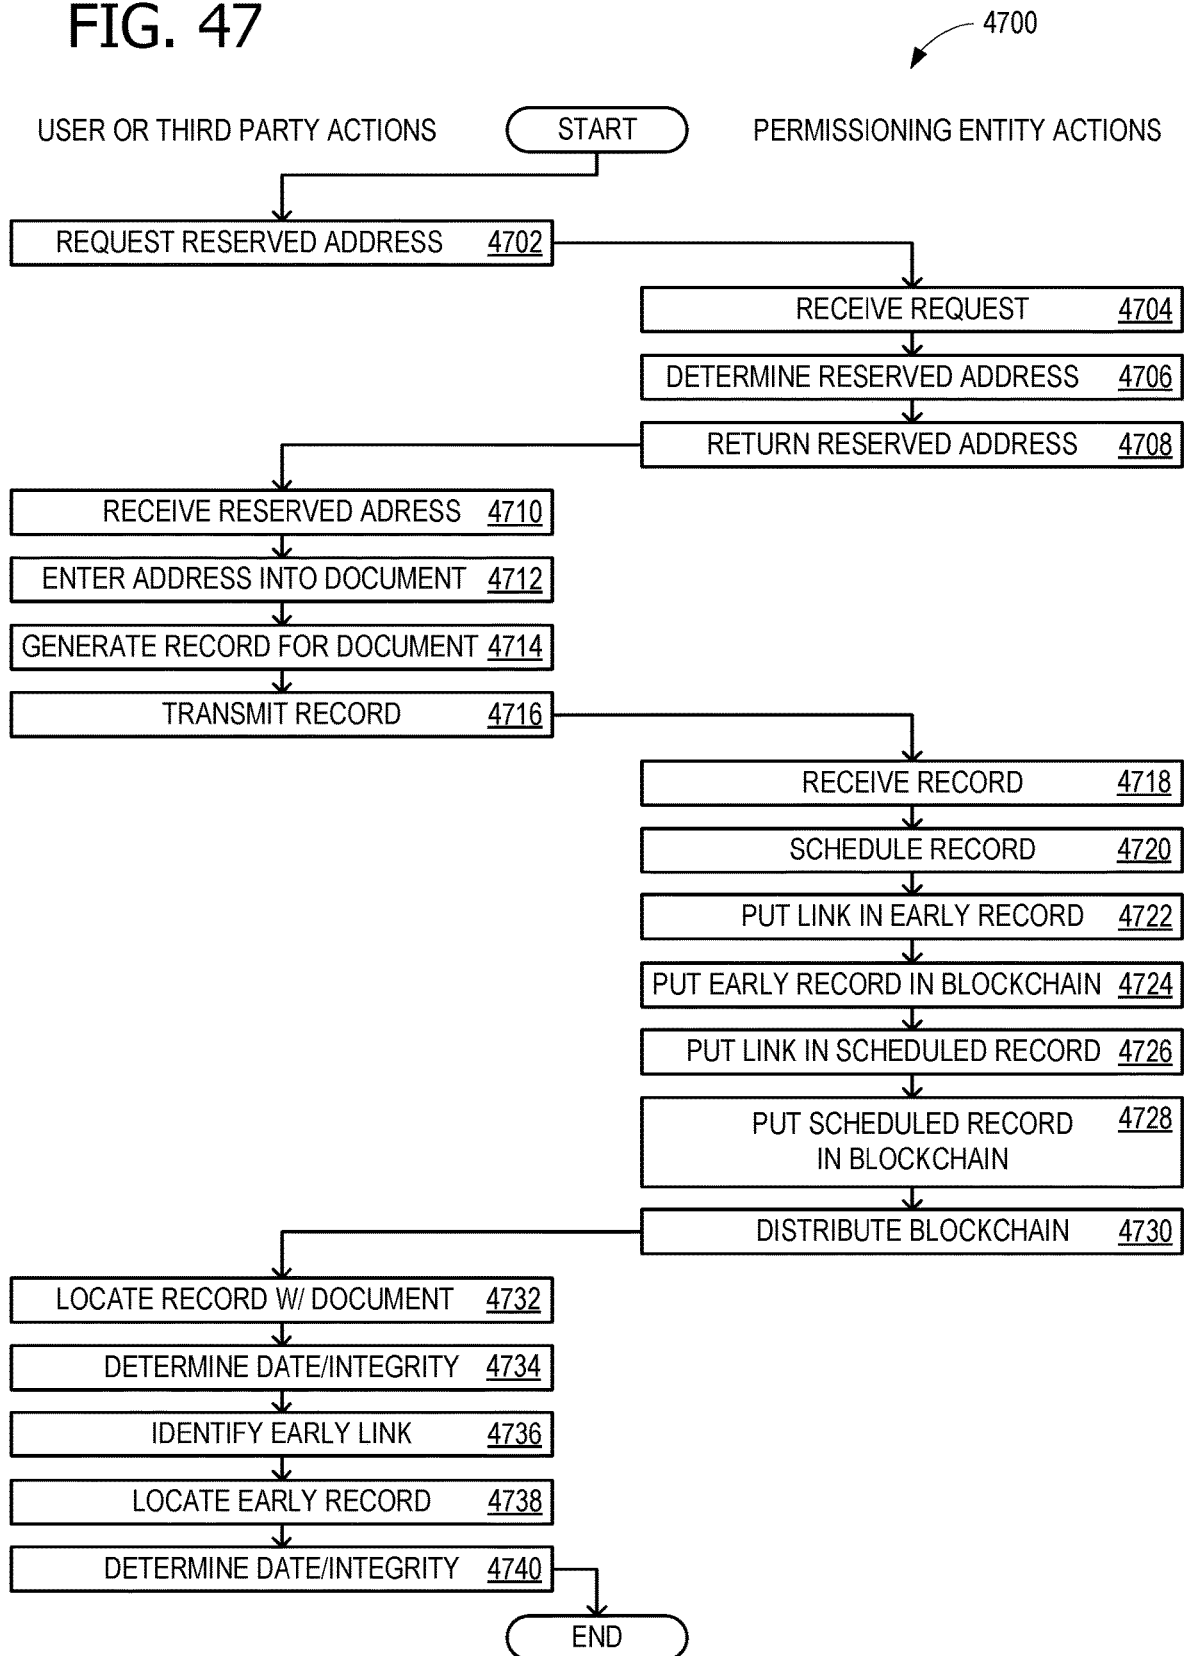 FIG. 47
4700
USER OR THIRD PARTY ACTIONS
START
PERMISSIONING ENTITY ACTIONS
REQUEST RESERVED ADDRESS 4702
RECEIVE REQUEST 4704
DETERMINE RESERVED ADDRESS 4706
RETURN RESERVED ADDRESS 4708
RECEIVE RESERVED ADRESS 4710
ENTER ADDRESS INTO DOCUMENT 4712
GENERATE RECORD FOR DOCUMENT 4714
TRANSMIT RECORD 4716
RECEIVE RECORD 4718
SCHEDULE RECORD 4720
PUT LINK IN EARLY RECORD 4722
PUT EARLY RECORD IN BLOCKCHAIN 4724
PUT LINK IN SCHEDULED RECORD 4726
PUT SCHEDULED RECORD 4728
IN BLOCKCHAIN
DISTRIBUTE BLOCKCHAIN 4730
LOCATE RECORD W/ DOCUMENT 4732
DETERMINE DATE/INTEGRITY 4734
IDENTIFY EARLY LINK 4736
LOCATE EARLY RECORD 4738
DETERMINE DATE/INTEGRITY 4740
END